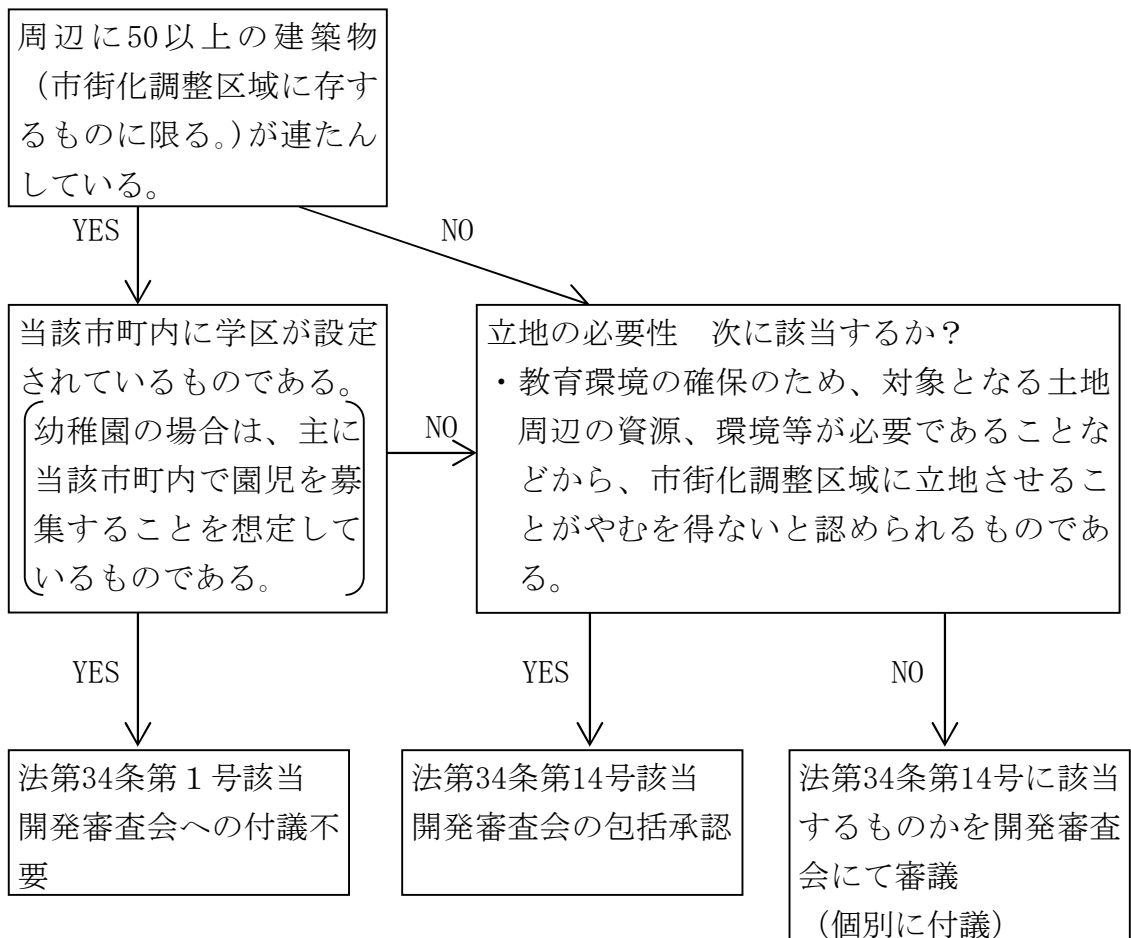 周辺に50以上の建築物
(市街化調整区域に存す
るものに限る。)が連たん
している。
YES
NO
当該市町内に学区が設定
されているものである。
幼稚園の場合は、主に
当該市町内で園児を募
集することを想定して
いるものである。
NO
立地の必要性 次に該当するか?
・教育環境の確保のため、対象となる土地
周辺の資源、環境等が必要であることな
どから、市街化調整区域に立地させるこ
とがやむを得ないと認められるものであ
る。
YES
YES
NO
法第34条第1号該当
開発審査会への付議不
要
法第34条第14号該当
開発審査会の包括承認
法第34条第14号に該当
するものかを開発審査
会にて審議
(個別に付議)